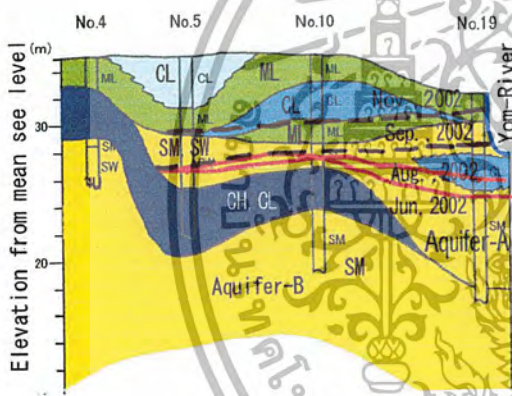 No.4 No.5 No.10 No.19
(m)
Elevation from mean see level
30
20
Yom-River
ML
CL
CL
ML
ML
CL
CL
Nov, 2002
ML
ML
ML
Sep, 2002
SM
SW
SM, SW
Aug, 2002
CH CL
Jun, 2002
SM
SM
Aquifer-A
Aquifer-B
SM